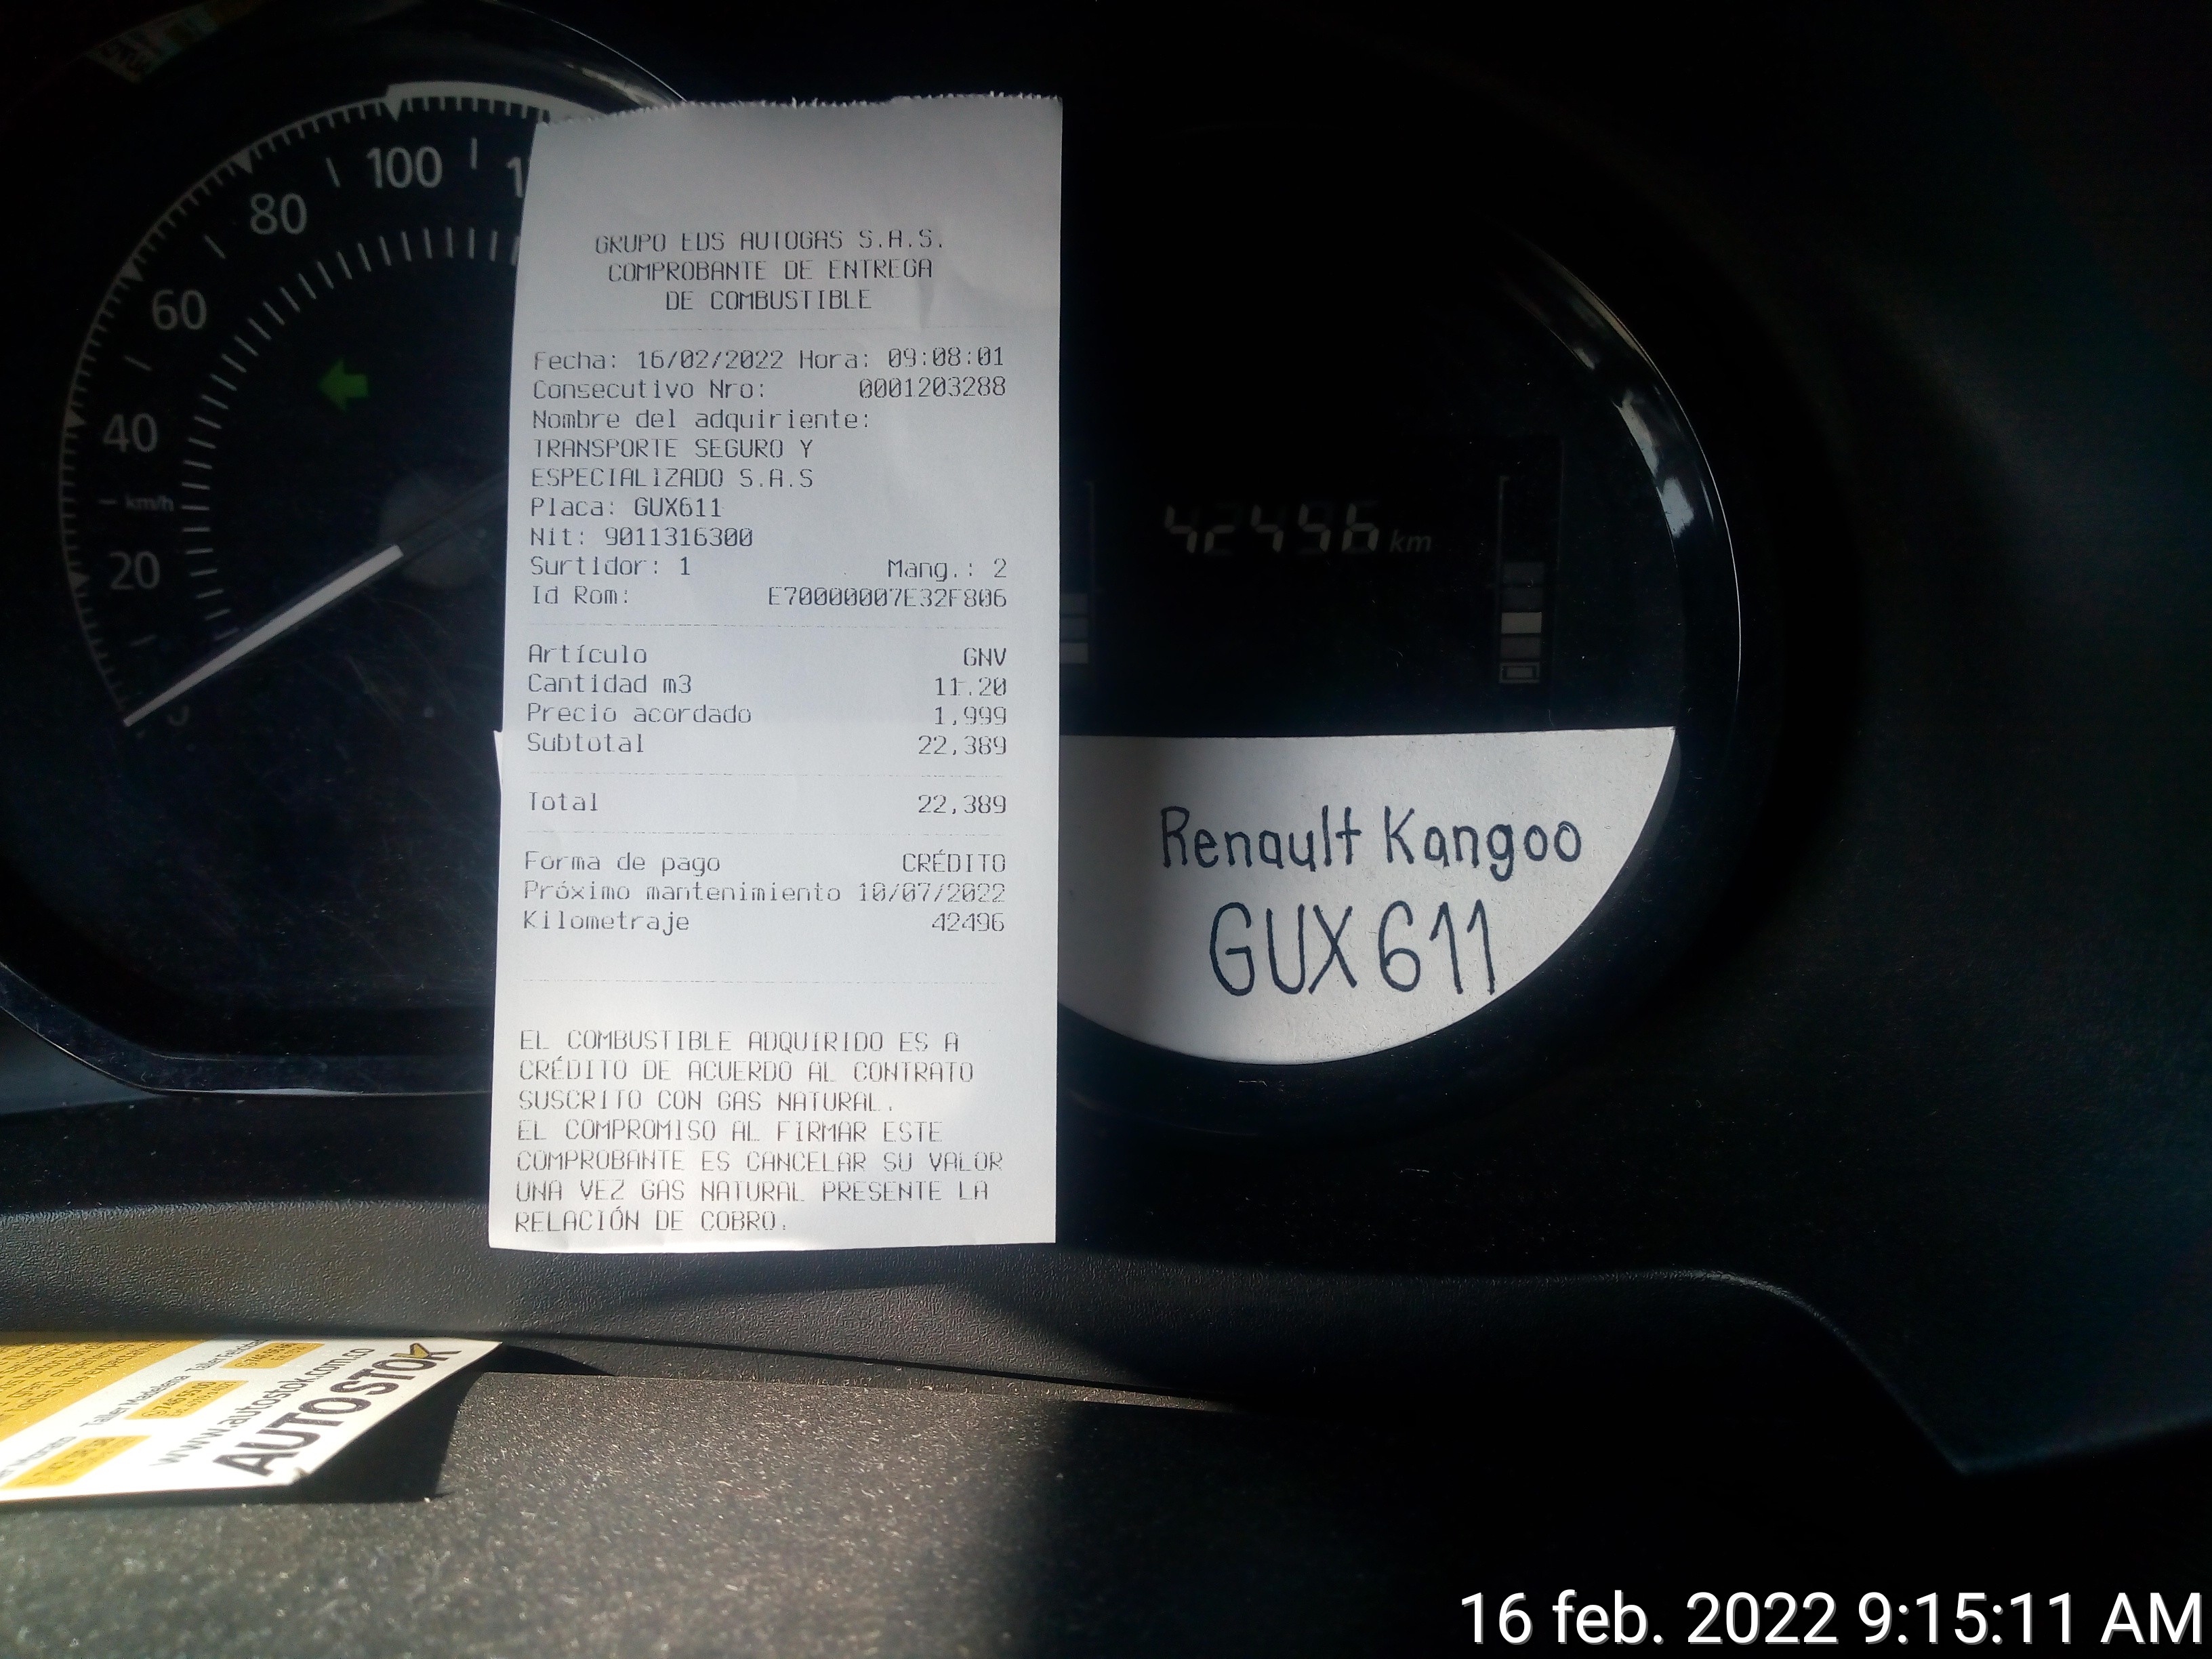 80
100
60
40
km/h
20
GRUPO EDS AUTOGAS S.A.S.
COMPROBANTE DE ENTREGA
DE COMBUSTIBLE
Fecha: 16/02/2022 Hora: 09:08:01
Consecutivo Nro: 0001203288
Nombre del adquiriente:
TRANSPORTE SEGURO Y
ESPECIALIZADO S.A.S
Placa: GUX611
Nit: 9011316300
Surtidor: 1 Mang.: 2
Id Rom: E70000007E32F806
Artículo GNV
Cantidad m3 11.20
Precio acordado 1,999
Subtotal 22,389
Total 22,389
Forma de pago CRÉDITO
Próximo mantenimiento 10/07/2022
Kilometraje 42496
EL COMBUSTIBLE ADQUIRIDO ES A
CRÉDITO DE ACUERDO AL CONTRATO
SUSCRITO CON GAS NATURAL.
EL COMPROMISO AL FIRMAR ESTE
COMPROBANTE ES CANCELAR SU VALOR
UNA VEZ GAS NATURAL PRESENTE LA
RELACIÓN DE COBRO.
42496 km
Renault Kangoo
GUX611
Taller Madelena
www.autostok.com.co
AUTOSTOK
16 feb. 2022 9:15:11 AM